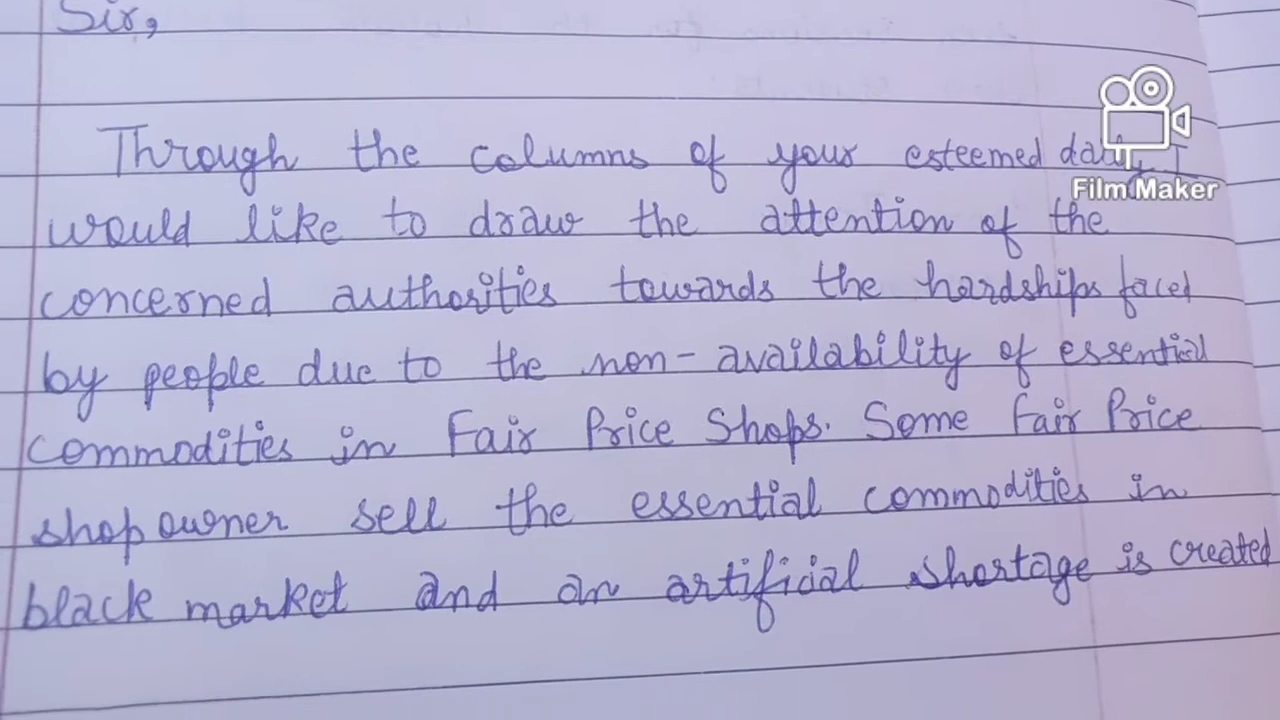 Sir,
Through the columns of your esteemed daily, I
would like to draw the attention of the
concerned authorities towards the hardships faced
by people due to the non-availability of essential
commodities in Fair Price Shops. Some Fair Price
shop owner sell the essential commodities in
black market and an artificial shortage is created
Film Maker